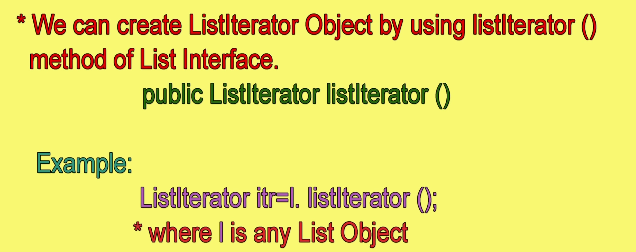 * We can create ListIterator Object by using listIterator ()
method of List Interface.
public ListIterator listIterator ()
Example:
ListIterator itr=l. listIterator ();
* where l is any List Object